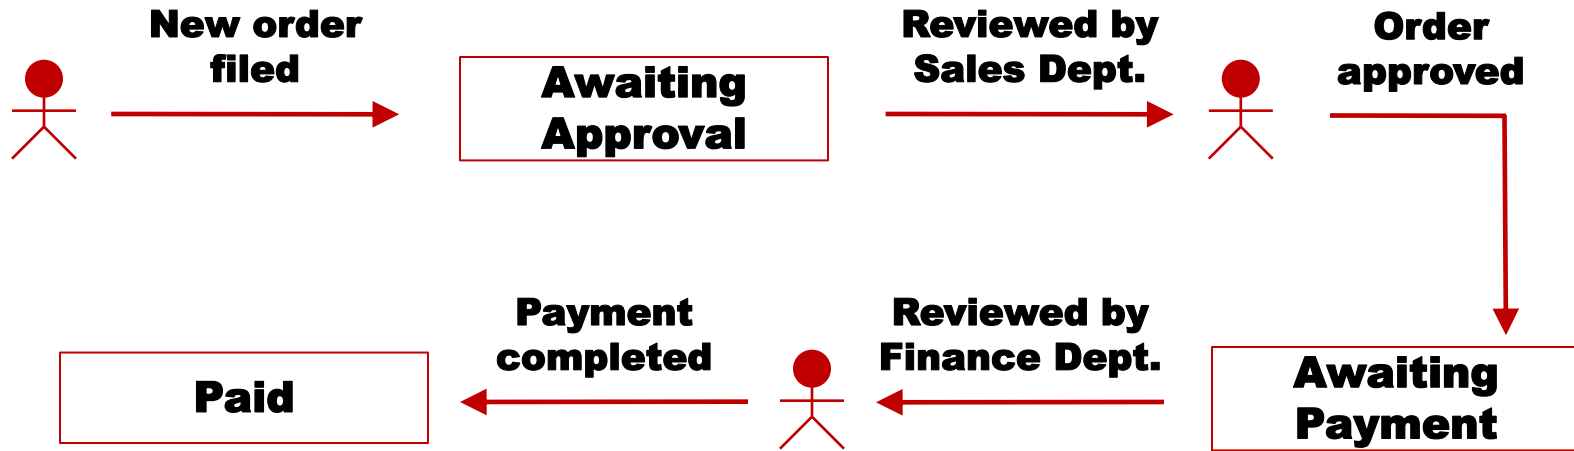 New order
filed
Awaiting
Approval
Reviewed by
Sales Dept.
Order
approved
Awaiting
Payment
Reviewed by
Finance Dept.
Payment
completed
Paid